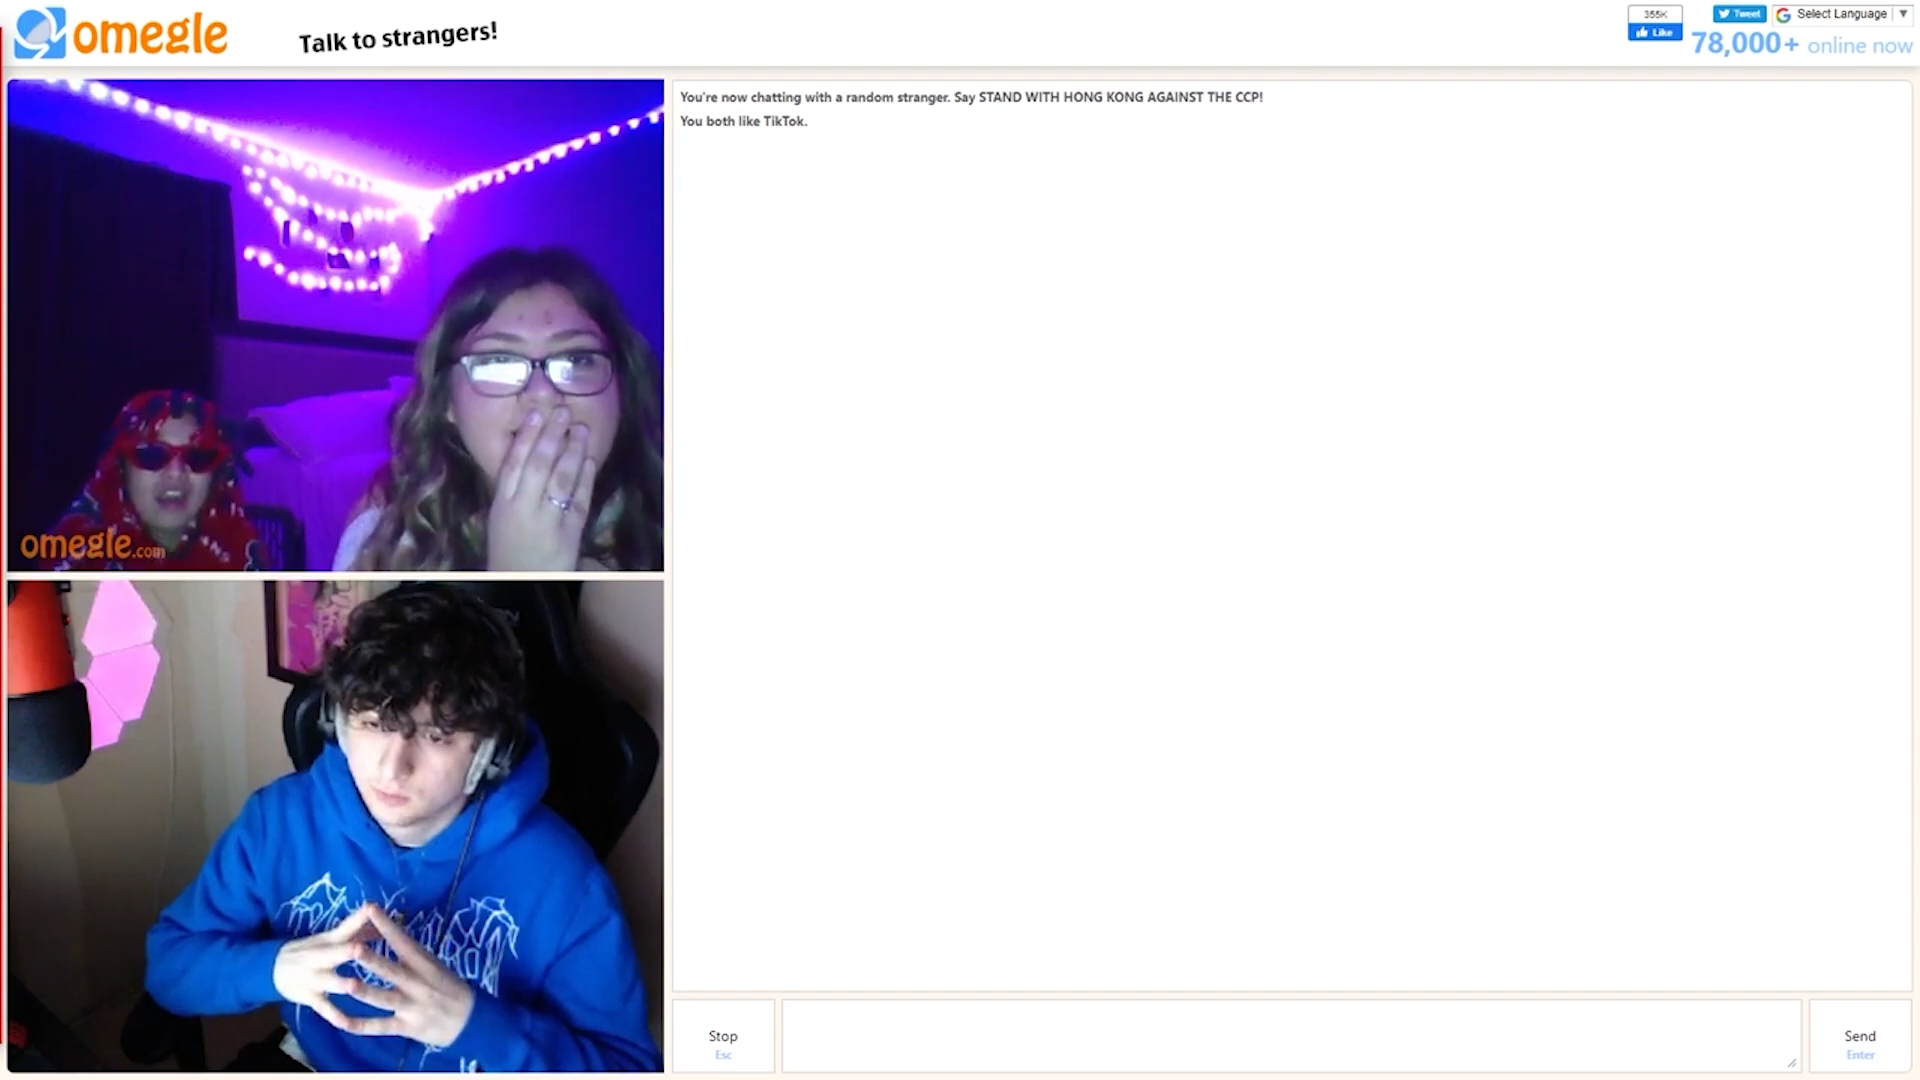 omegle
Talk to strangers!
355K
Like
Tweet
Select Language
78,000+ online now
You're now chatting with a random stranger. Say STAND WITH HONG KONG AGAINST THE CCP!
You both like TikTok.
omegle.com
Stop
Esc
Send
Enter